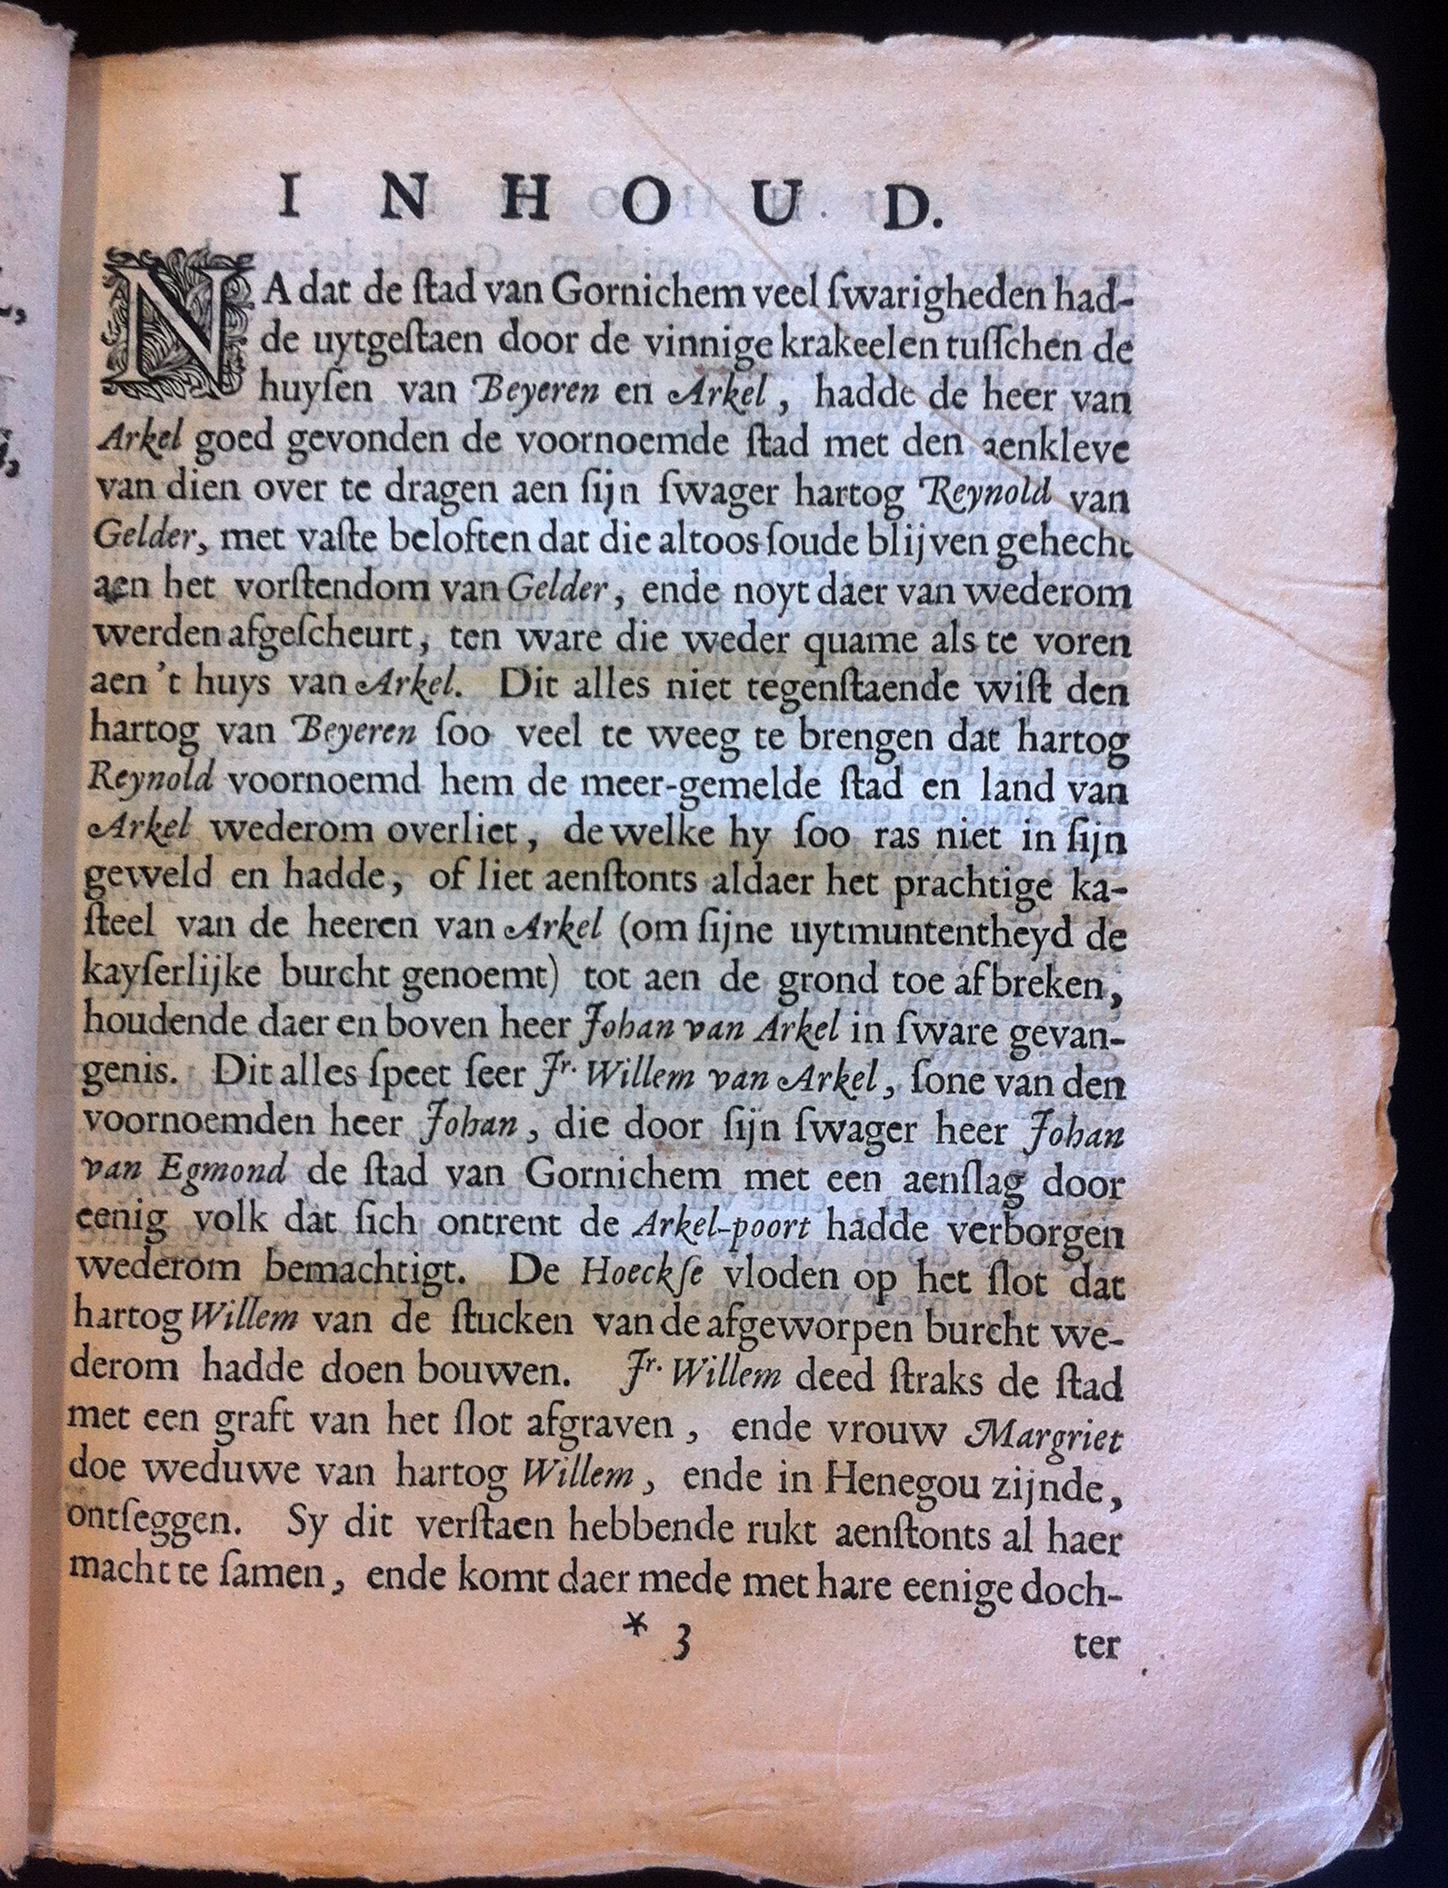 INHOUD.
NA dat de ſtad van Gornichem veel ſwarigheden had-
de uytgeſtaen door de vinnige krakeelen tuſſchen de
huyſen van Beyeren en Arkel, hadde de heer van
Arkel goed gevonden de voornoemde ſtad met den aenkleve
van dien over te dragen aen ſijn ſwager hartog Reynold van
Gelder, met vaſte beloften dat die altoos ſoude blijven gehecht
aen het vorſtendom van Gelder, ende noyt daer van wederom
werden afgeſcheurt, ten ware die weder quame als te voren
aen 't huys van Arkel. Dit alles niet tegenſtaende wiſt den
hartog van Beyeren ſoo veel te weeg te brengen dat hartog
Reynold voornoemd hem de meer-gemelde ſtad en land van
Arkel wederom overliet, de welke hy ſoo ras niet in ſijn
geweld en hadde, of liet aenſtonts aldaer het prachtige ka-
ſteel van de heeren van Arkel (om ſijne uytmuntentheyd de
kayſerlijke burcht genoemt) tot aen de grond toe afbreken,
houdende daer en boven heer Johan van Arkel in ſware gevan-
genis. Dit alles ſpeet ſeer Jr. Willem van Arkel, ſone van den
voornoemden heer Johan, die door ſijn ſwager heer Johan
van Egmond de ſtad van Gornichem met een aenſlag door
eenig volk dat ſich ontrent de Arkel-poort hadde verborgen
wederom bemachtigt. De Hoeckſe vloden op het ſlot dat
hartog Willem van de ſtucken van de afgeworpen burcht we-
derom hadde doen bouwen. Jr. Willem deed ſtraks de ſtad
met een graft van het ſlot afgraven, ende vrouw Margriet
doe weduwe van hartog Willem, ende in Henegou zijnde,
ontſeggen. Sy dit verſtaen hebbende rukt aenſtonts al haer
macht te ſamen, ende komt daer mede met hare eenige doch-
* 3 ter